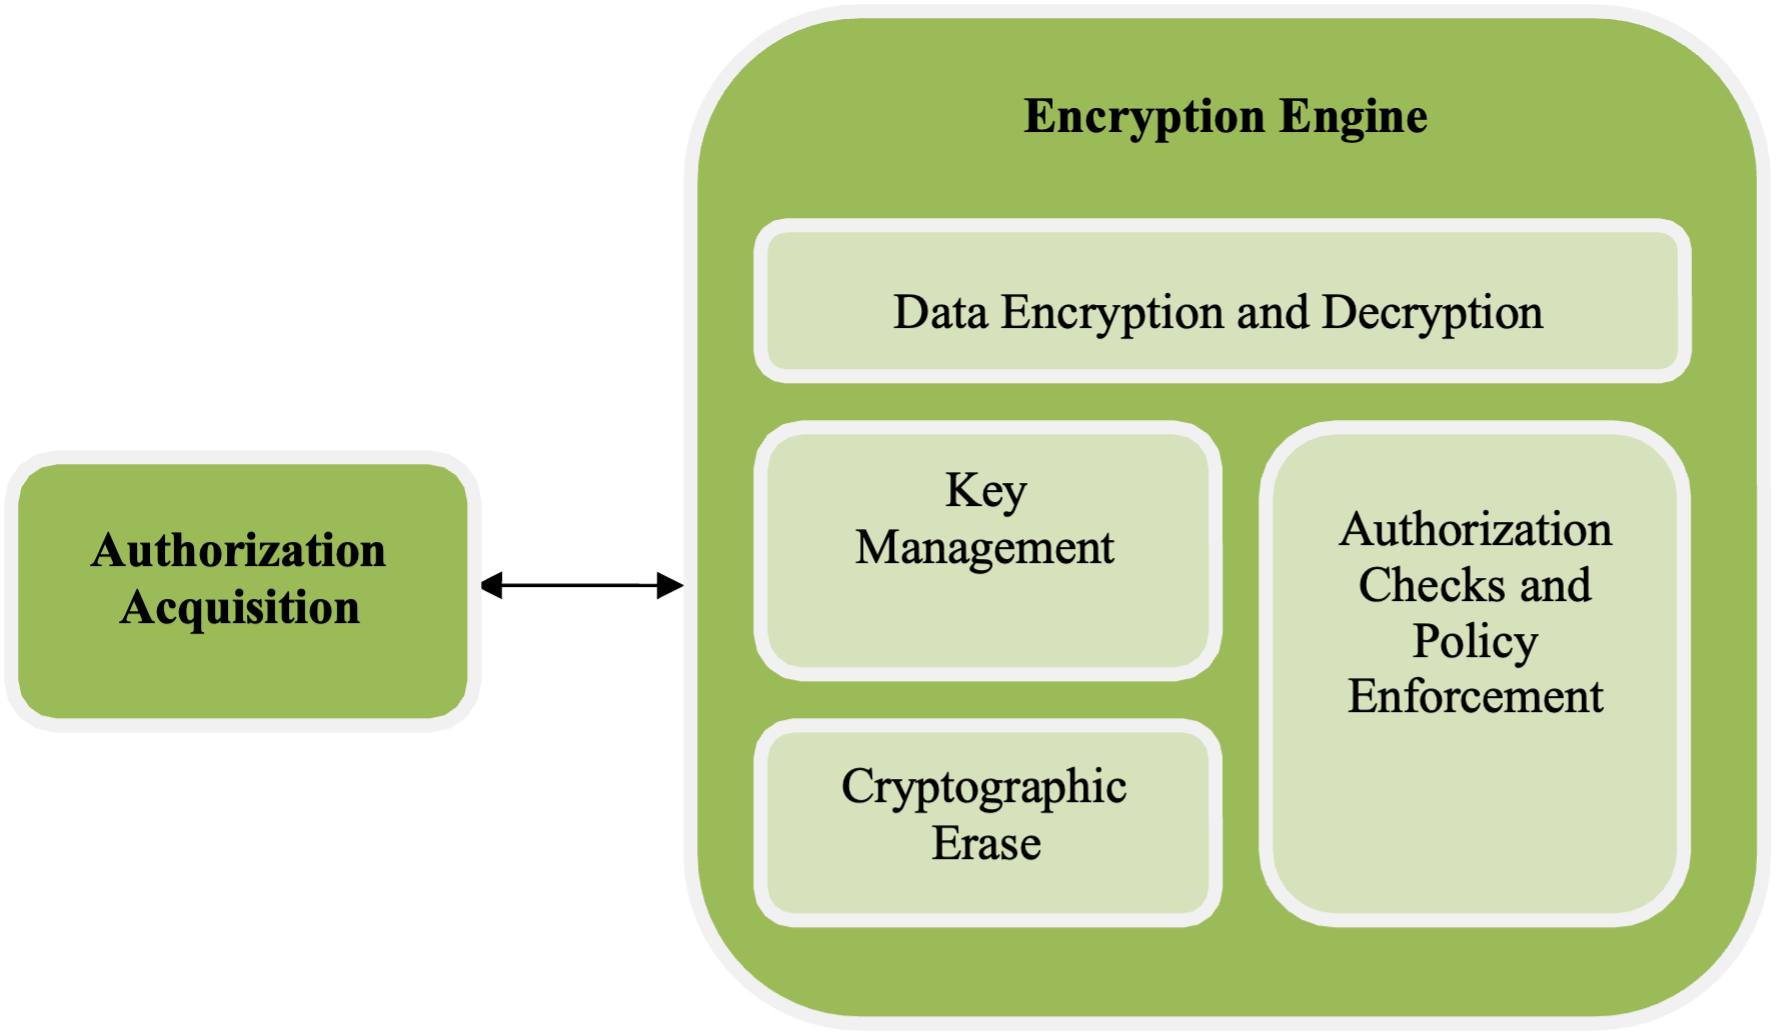 Encryption Engine
Data Encryption and Decryption
Key
Management
Authorization
Checks and
Policy
Enforcement
Cryptographic
Erase
Authorization
Acquisition